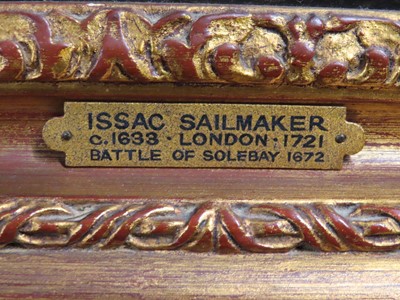 ISSAC SAILMAKER
c.1633 · LONDON · 1721
BATTLE OF SOLEBAY 1672